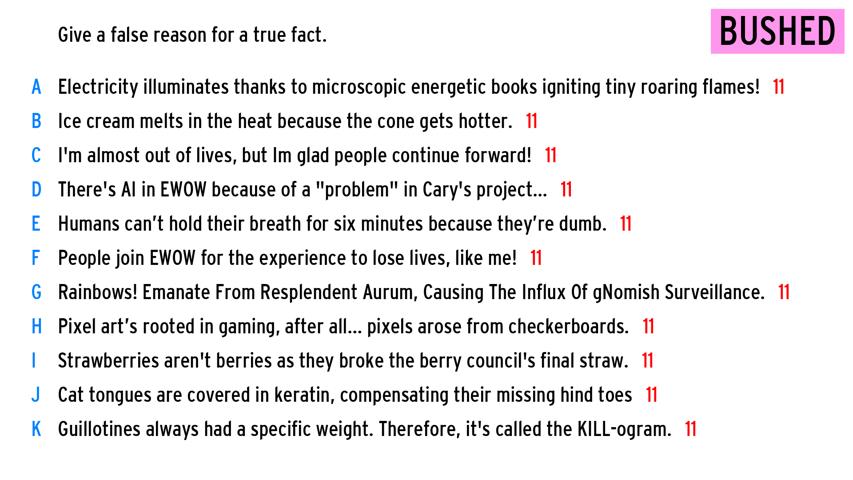 Give a false reason for a true fact.
BUSHED
A Electricity illuminates thanks to microscopic energetic books igniting tiny roaring flames! 11
B Ice cream melts in the heat because the cone gets hotter. 11
C I'm almost out of lives, but Im glad people continue forward! 11
D There's AI in EWOW because of a "problem" in Cary's project... 11
E Humans can’t hold their breath for six minutes because they’re dumb. 11
F People join EWOW for the experience to lose lives, like me! 11
G Rainbows! Emanate From Resplendent Aurum, Causing The Influx Of gNomish Surveillance. 11
H Pixel art’s rooted in gaming, after all... pixels arose from checkerboards. 11
I Strawberries aren't berries as they broke the berry council's final straw. 11
J Cat tongues are covered in keratin, compensating their missing hind toes 11
K Guillotines always had a specific weight. Therefore, it's called the KILL-ogram. 11